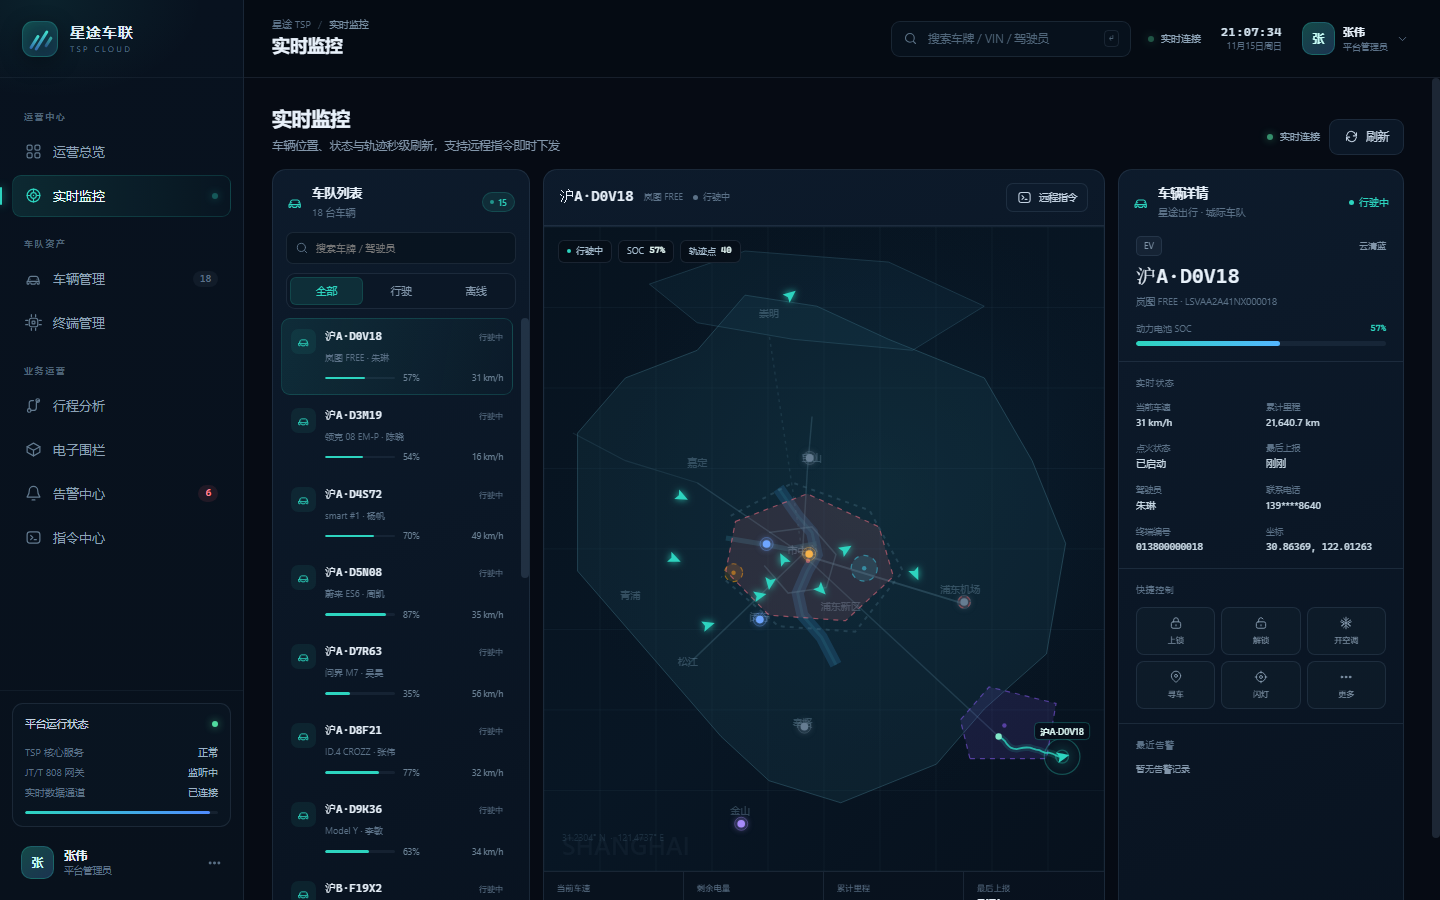 星途车联
TSP CLOUD
运营中心
运营总览
实时监控
车队资产
车辆管理 18
终端管理
业务运营
行程分析
电子围栏
告警中心 6
指令中心
平台运行状态
TSP 核心服务 正常
JT/T 808 网关 监听中
实时数据通道 已连接
张 张伟
平台管理员
星途 TSP / 实时监控
实时监控
搜索车牌 / VIN / 驾驶员
实时连接
21:07:34
11月15日周日
张 张伟
平台管理员
实时监控
车辆位置、状态与轨迹秒级刷新，支持远程指令即时下发
实时连接
刷新
车队列表
18 台车辆
15
搜索车牌 / 驾驶员
全部 行驶 离线
沪A·D0V18 行驶中
岚图 FREE · 朱琳
57% 31 km/h
沪A·D3M19 行驶中
领克 08 EM-P · 陈晓
54% 16 km/h
沪A·D4S72 行驶中
smart #1 · 杨帆
70% 49 km/h
沪A·D5N08 行驶中
蔚来 ES6 · 周凯
87% 35 km/h
沪A·D7R63 行驶中
问界 M7 · 吴昊
35% 56 km/h
沪A·D8F21 行驶中
ID.4 CROZZ · 张伟
77% 32 km/h
沪A·D9K36 行驶中
Model Y · 李敏
63% 34 km/h
沪B·F19X2 行驶中
沪A·D0V18 岚图 FREE 行驶中
远程指令
行驶中 SOC 57% 轨迹点 40
崇明
嘉定
宝山
青浦
浦东机场
浦东新区
松江
奉贤
沪A·D0V18
金山
31.2304° N 121.4737° E
SHANGHAI
当前车速 剩余电量 累计里程 最后上报
车辆详情
星途出行 · 城际车队
行驶中
EV 云清蓝
沪A·D0V18
岚图 FREE · LSVAA2A41NX000018
动力电池 SOC 57%
实时状态
当前车速 累计里程
31 km/h 21,640.7 km
点火状态 最后上报
已启动 刚刚
驾驶员 联系电话
朱琳 139****8640
终端编号 坐标
013800000018 30.86369, 122.01263
快捷控制
上锁 解锁 开空调
寻车 闪灯 更多
最近告警
暂无告警记录